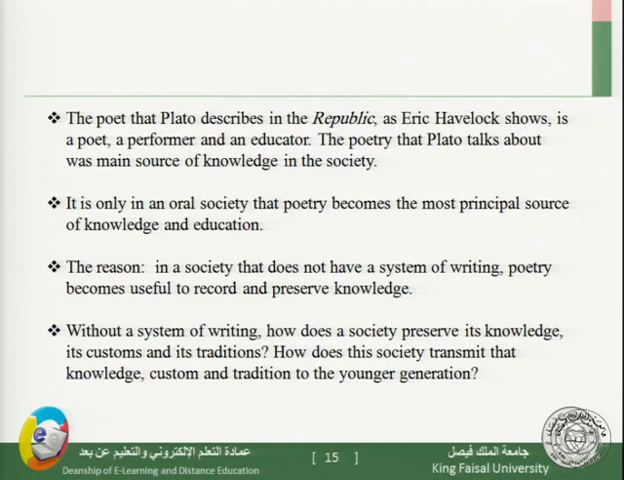 ❖ The poet that Plato describes in the Republic, as Eric Havelock shows, is
a poet, a performer and an educator. The poetry that Plato talks about
was main source of knowledge in the society.
❖ It is only in an oral society that poetry becomes the most principal source
of knowledge and education.
❖ The reason: in a society that does not have a system of writing, poetry
becomes useful to record and preserve knowledge.
❖ Without a system of writing, how does a society preserve its knowledge,
its customs and its traditions? How does this society transmit that
knowledge, custom and tradition to the younger generation?
عمادة التعلم الإلكتروني والتعليم عن بعد
Deanship of E-Learning and Distance Education
[ 15 ]
جامعة الملك فيصل
King Faisal University